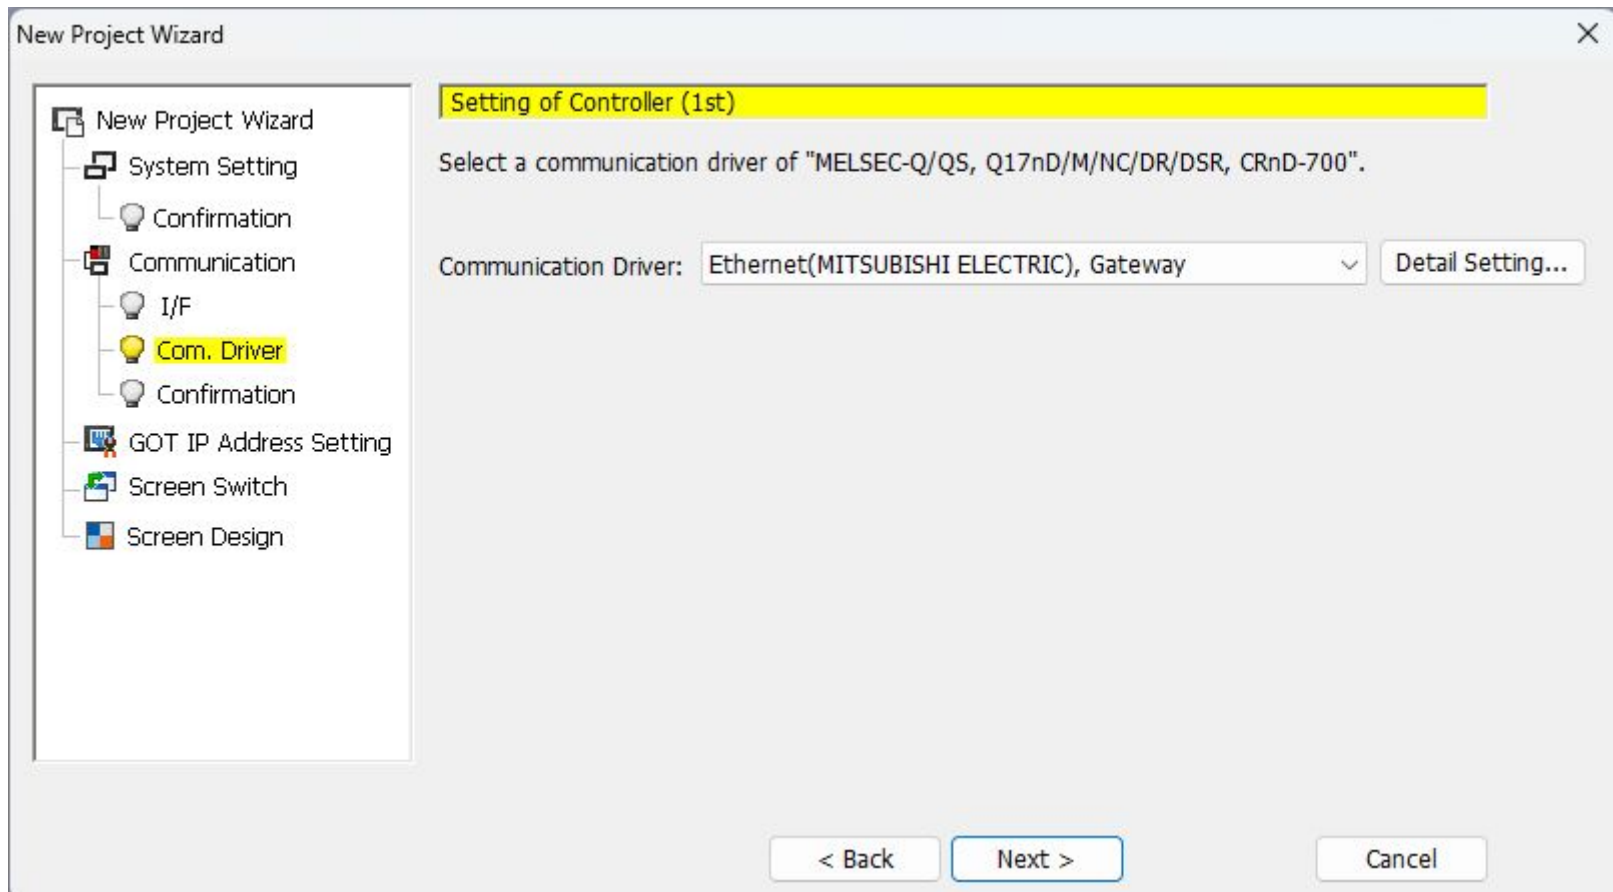 New Project Wizard
New Project Wizard
System Setting
Confirmation
Communication
I/F
Com. Driver
Confirmation
GOT IP Address Setting
Screen Switch
Screen Design
Setting of Controller (1st)
Select a communication driver of "MELSEC-Q/QS, Q17nD/M/NC/DR/DSR, CRnD-700".
Communication Driver: Ethernet(MITSUBISHI ELECTRIC), Gateway Detail Setting...
< Back Next > Cancel